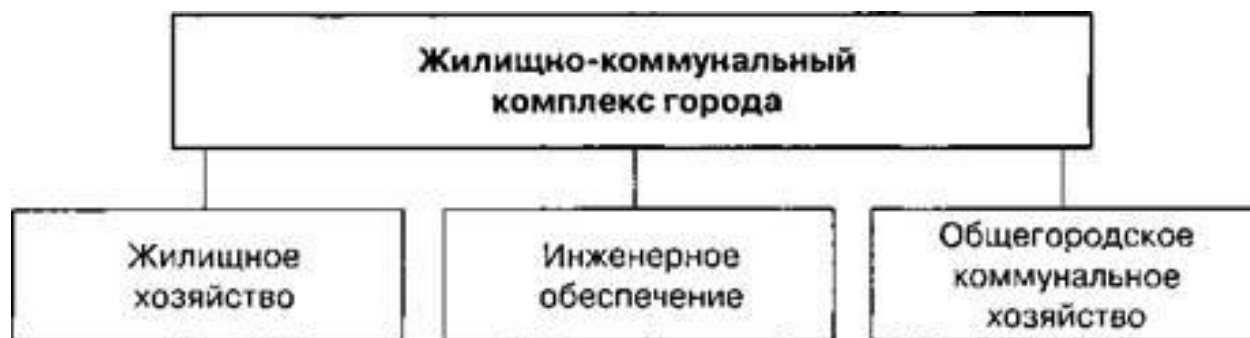 Жилищно-коммунальный
комплекс города
Жилищное
хозяйство
Инженерное
обеспечение
Общегородское
коммунальное
хозяйство